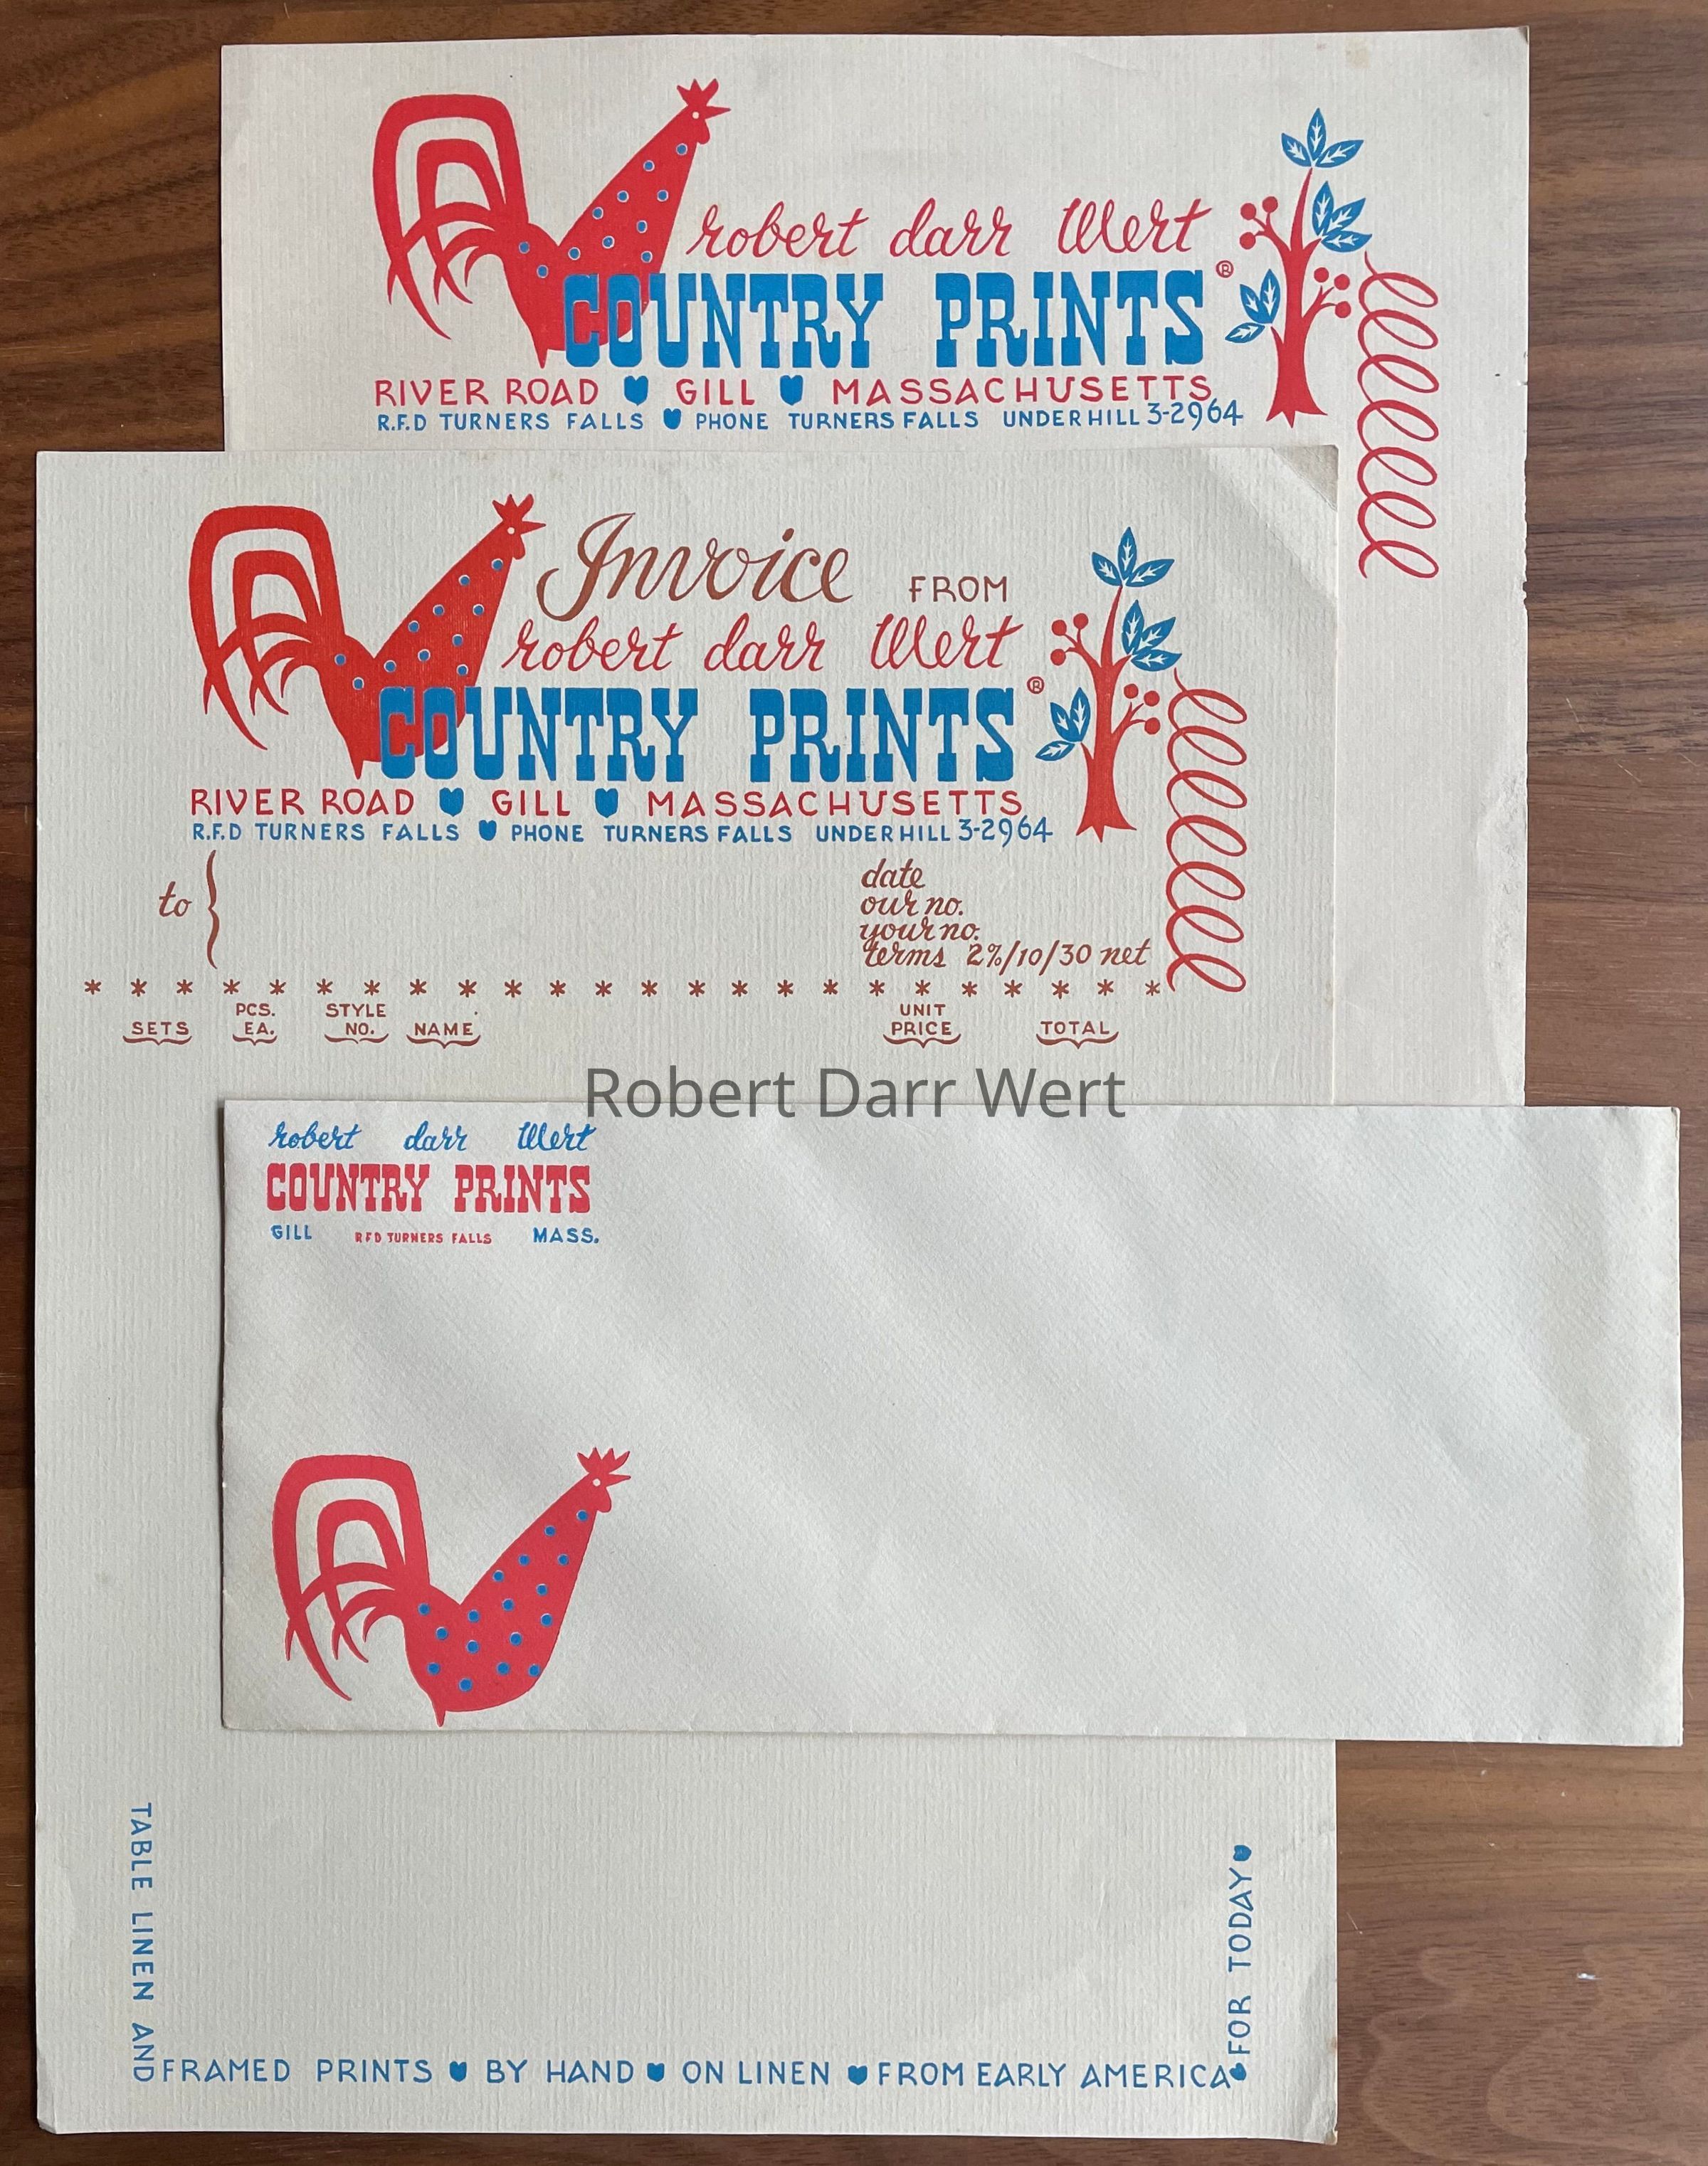 robert darr Wert
COUNTRY PRINTS ®
RIVER ROAD GILL MASSACHUSETTS
R.F.D TURNERS FALLS PHONE TURNERS FALLS UNDERHILL 3-2964
Invoice FROM
robert darr Wert
COUNTRY PRINTS ®
RIVER ROAD GILL MASSACHUSETTS
R.F.D TURNERS FALLS PHONE TURNERS FALLS UNDERHILL 3-2964
to
date
our no.
your no.
terms 2%/10/30 net
* * * * * * * * * * * * * * * * * * * * * * * *
SETS
PCS. EA.
STYLE NO.
NAME
UNIT PRICE
TOTAL
Robert Darr Wert
robert darr Wert
COUNTRY PRINTS
GILL RFD TURNERS FALLS MASS.
TABLE LINEN AND
FRAMED PRINTS BY HAND ON LINEN FROM EARLY AMERICA
FOR TODAY